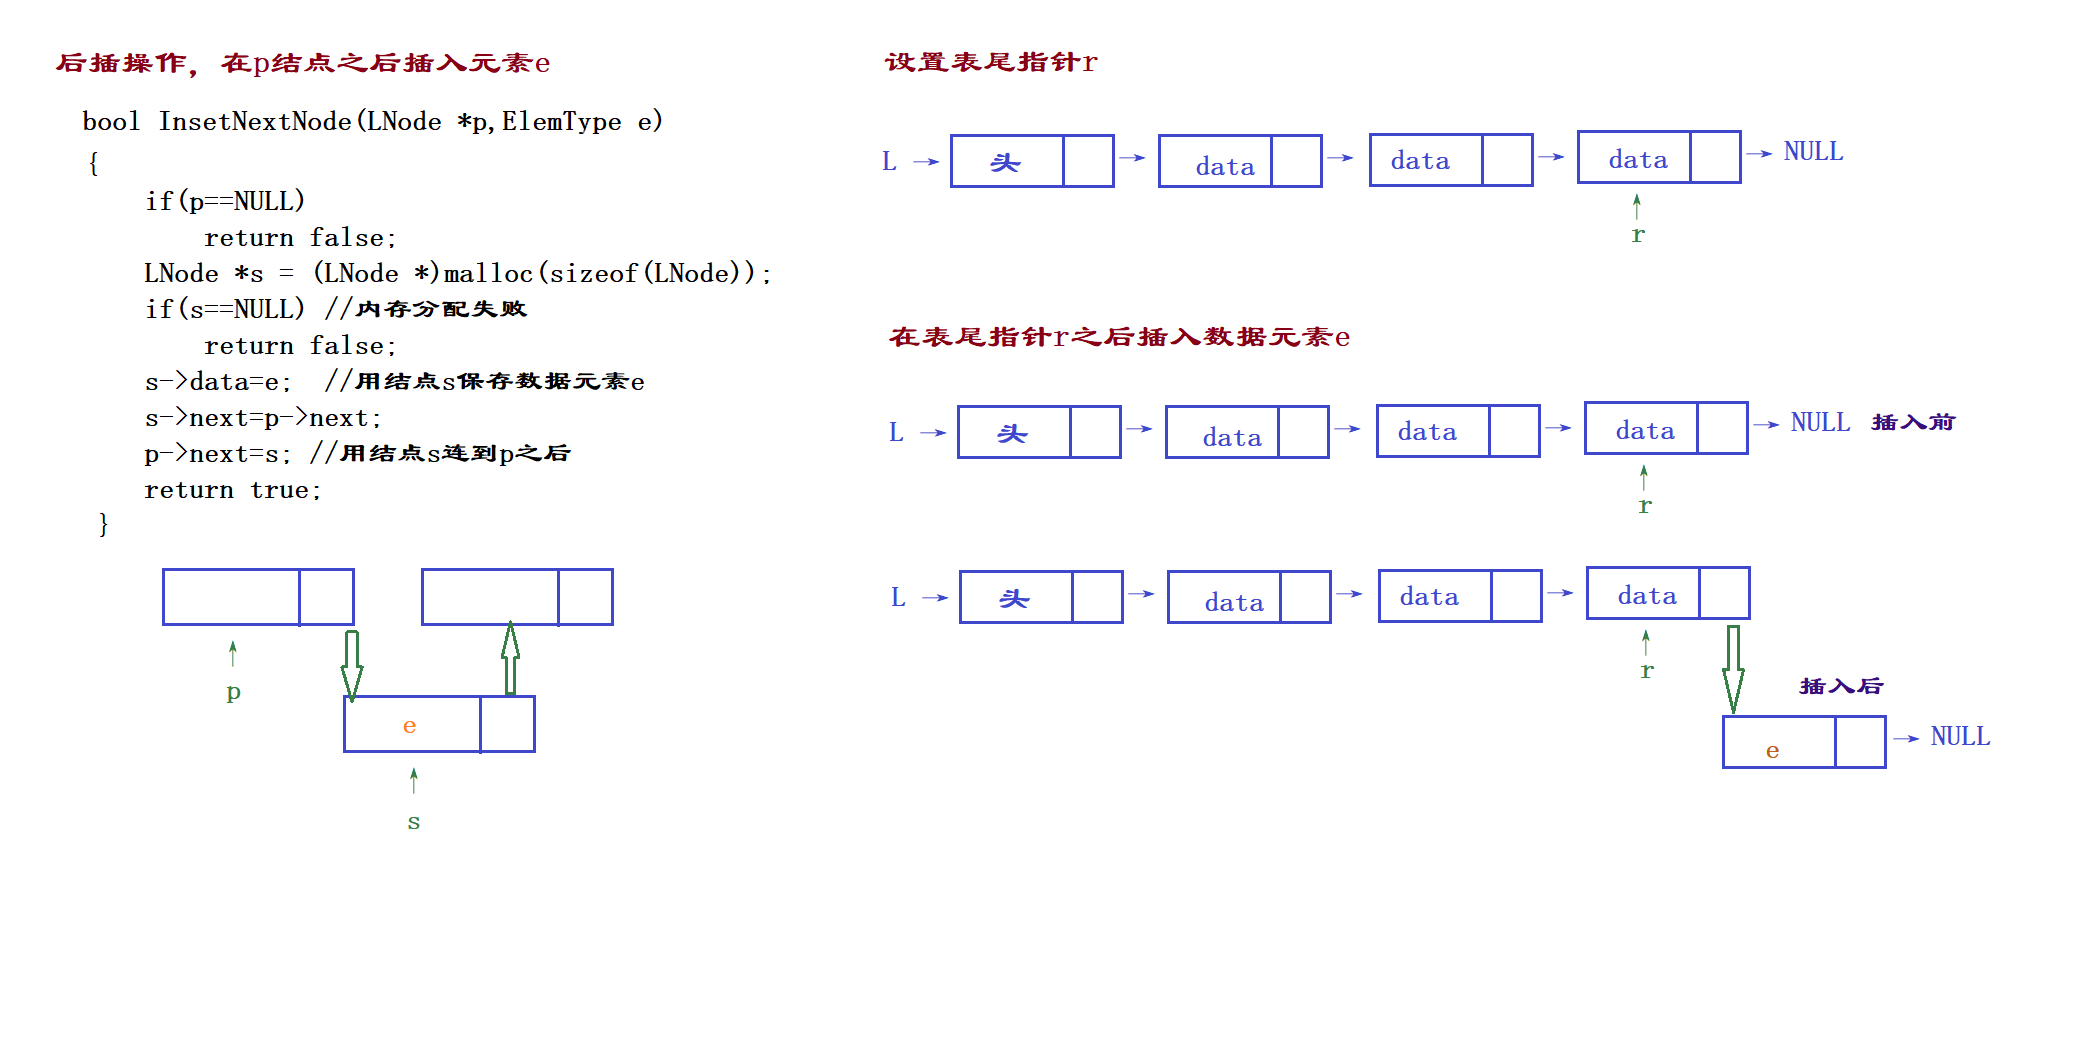 后插操作，在p结点之后插入元素e
bool InsetNextNode(LNode *p,ElemType e)
{
if(p==NULL)
return false;
LNode *s = (LNode *)malloc(sizeof(LNode));
if(s==NULL) //内存分配失败
return false;
s->data=e; //用结点s保存数据元素e
s->next=p->next;
p->next=s; //用结点s连到p之后
return true;
}
p
e
s
设置表尾指针r
L 头 data data data NULL
r
在表尾指针r之后插入数据元素e
L 头 data data data NULL 插入前
r
L 头 data data data
r
插入后
e NULL